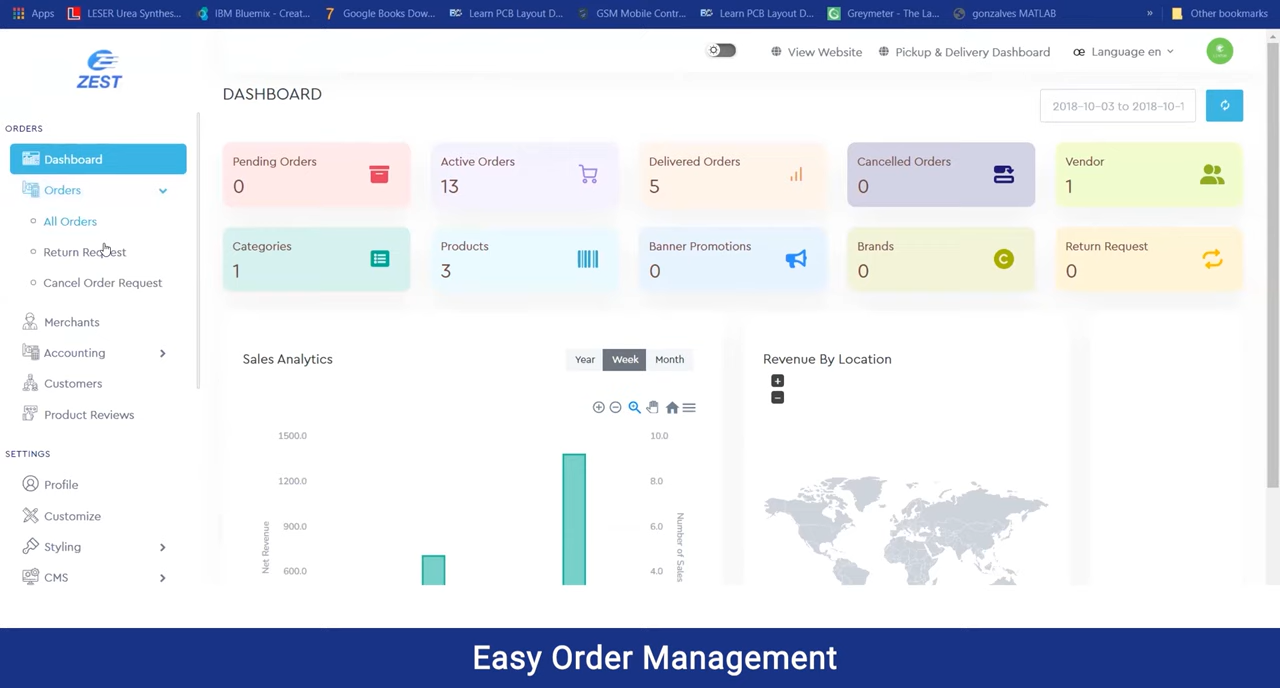 Apps LESER Urea Synthes... IBM Bluemix - Creat... Google Books Dow... Learn PCB Layout D... GSM Mobile Contr... Learn PCB Layout D... Greymeter - The La... gonzalves MATLAB » Other bookmarks
ZEST
View Website Pickup & Delivery Dashboard Language en
DASHBOARD
2018-10-03 to 2018-10-1
ORDERS
Dashboard
Orders
All Orders
Return Request
Cancel Order Request
Merchants
Accounting
Customers
Product Reviews
SETTINGS
Profile
Customize
Styling
CMS
Pending Orders
0
Active Orders
13
Delivered Orders
5
Cancelled Orders
0
Vendor
1
Categories
1
Products
3
Banner Promotions
0
Brands
0
Return Request
0
Sales Analytics
Year Week Month
1500.0
1200.0
900.0
600.0
Net Revenue
10.0
8.0
6.0
4.0
Number of Sales
Revenue By Location
+
−
Easy Order Management